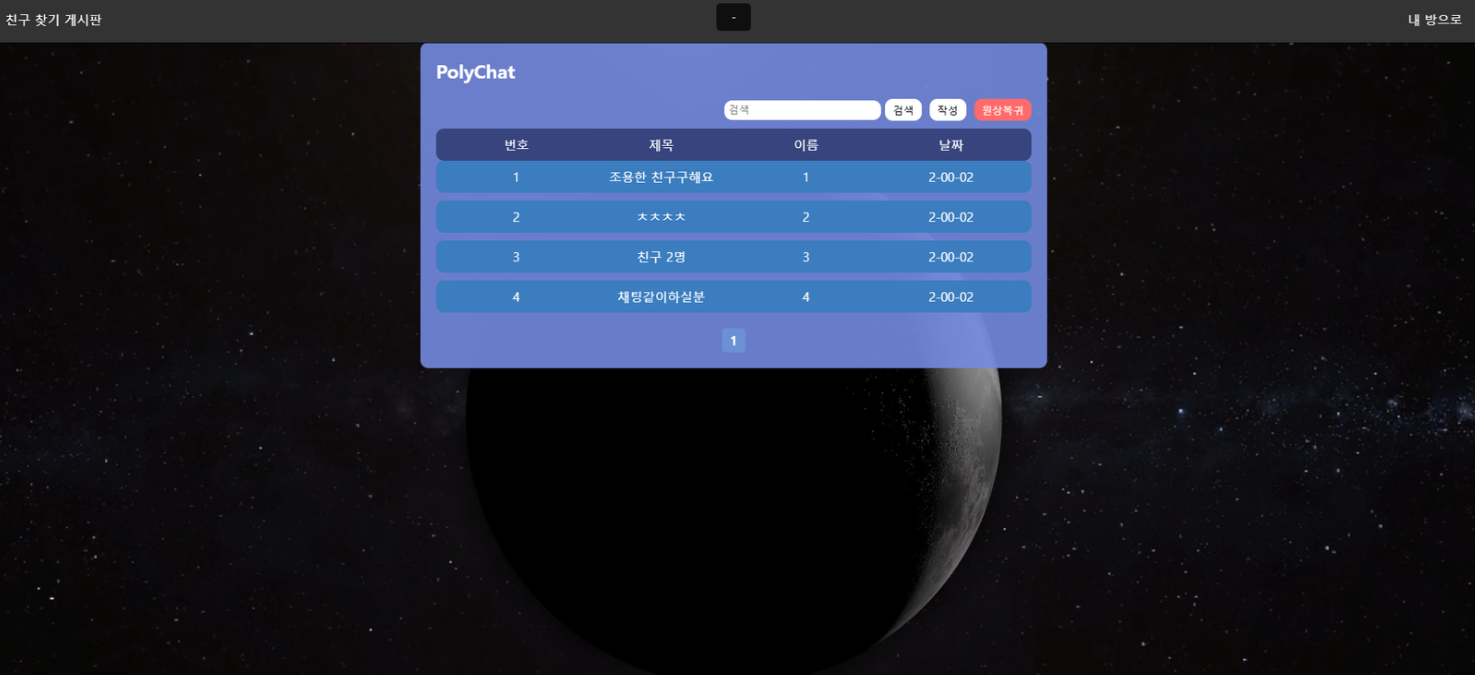 친구 찾기 게시판 - 내 방으로
PolyChat
검색 검색 작성 원상복귀
번호 제목 이름 날짜
1 조용한 친구구해요 1 2-00-02
2 ㅊㅊㅊㅊ 2 2-00-02
3 친구 2명 3 2-00-02
4 채팅같이하실분 4 2-00-02
1